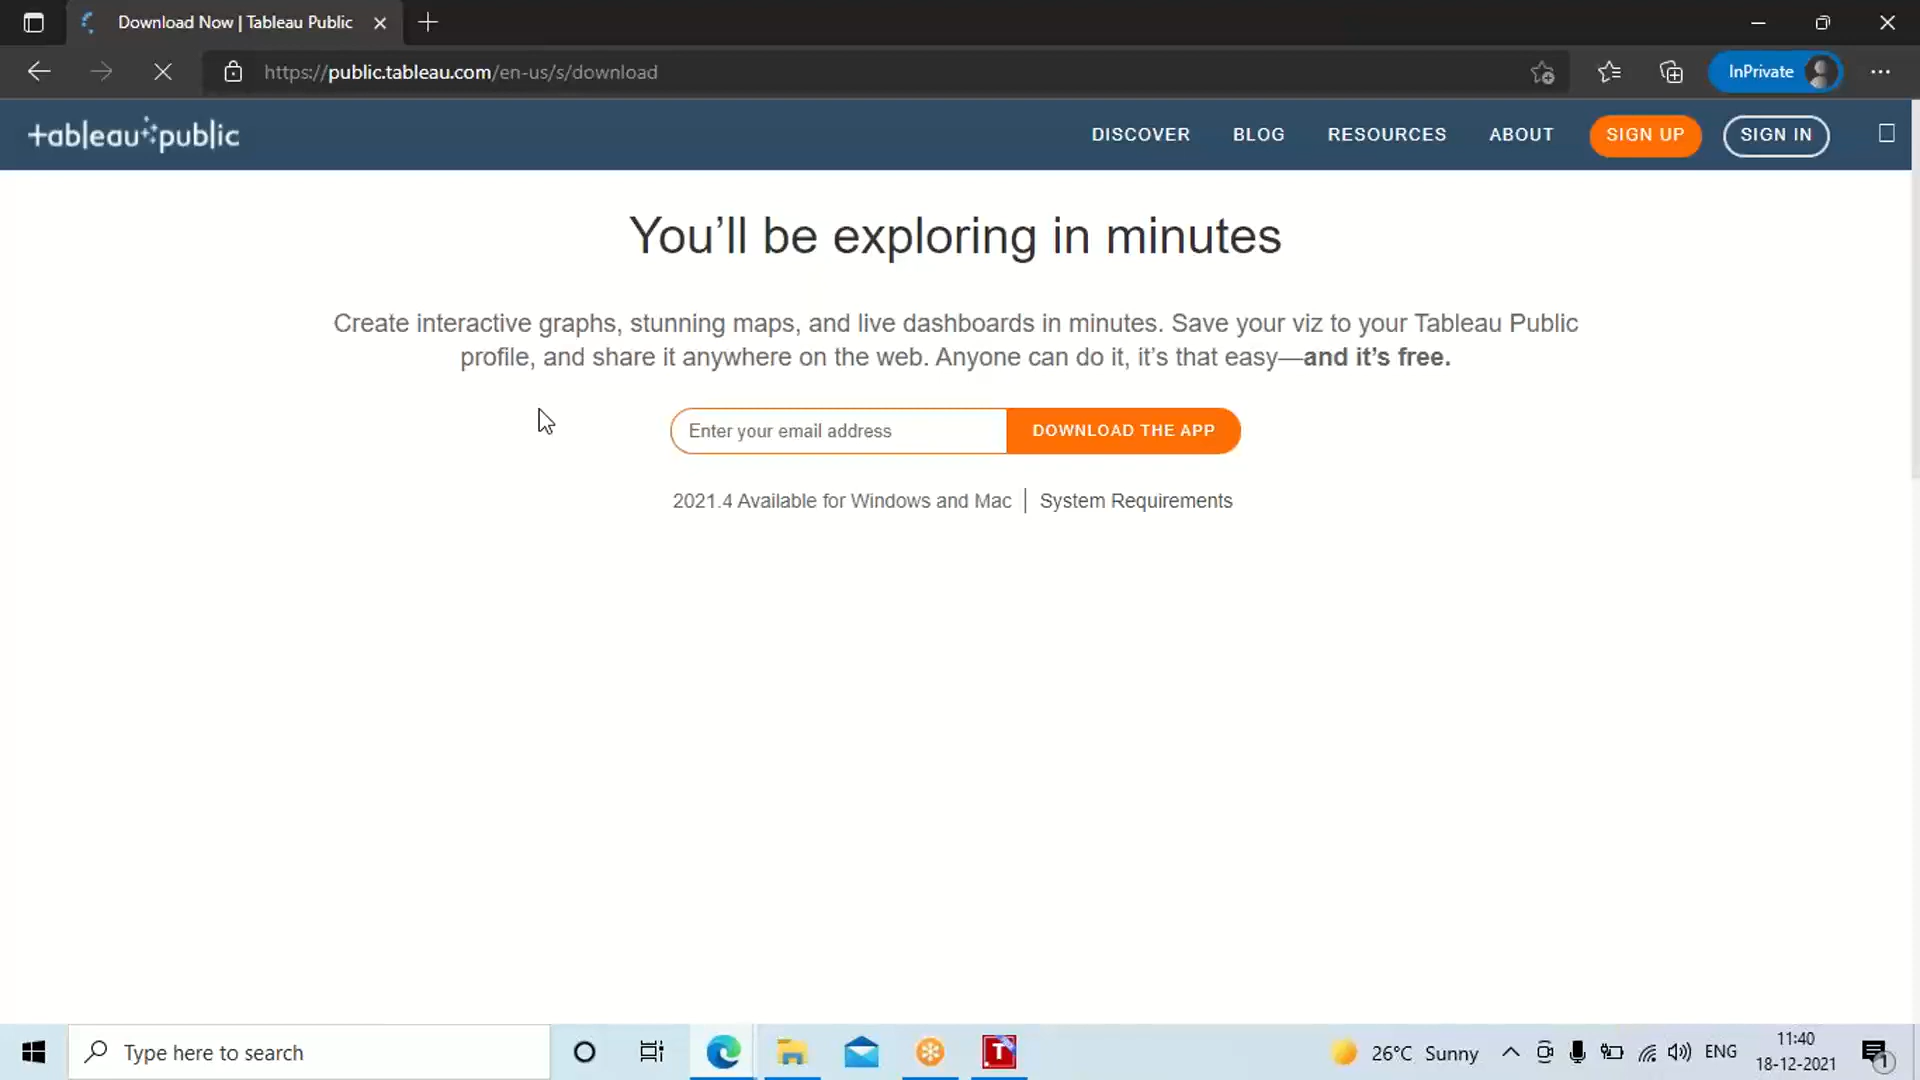 Download Now | Tableau Public
https://public.tableau.com/en-us/s/download
InPrivate
+ableau public
DISCOVER
BLOG
RESOURCES
ABOUT
SIGN UP
SIGN IN
You’ll be exploring in minutes
Create interactive graphs, stunning maps, and live dashboards in minutes. Save your viz to your Tableau Public
profile, and share it anywhere on the web. Anyone can do it, it’s that easy—and it’s free.
Enter your email address
DOWNLOAD THE APP
2021.4 Available for Windows and Mac | System Requirements
Type here to search
T
26°C Sunny
ENG
11:40
18-12-2021
1